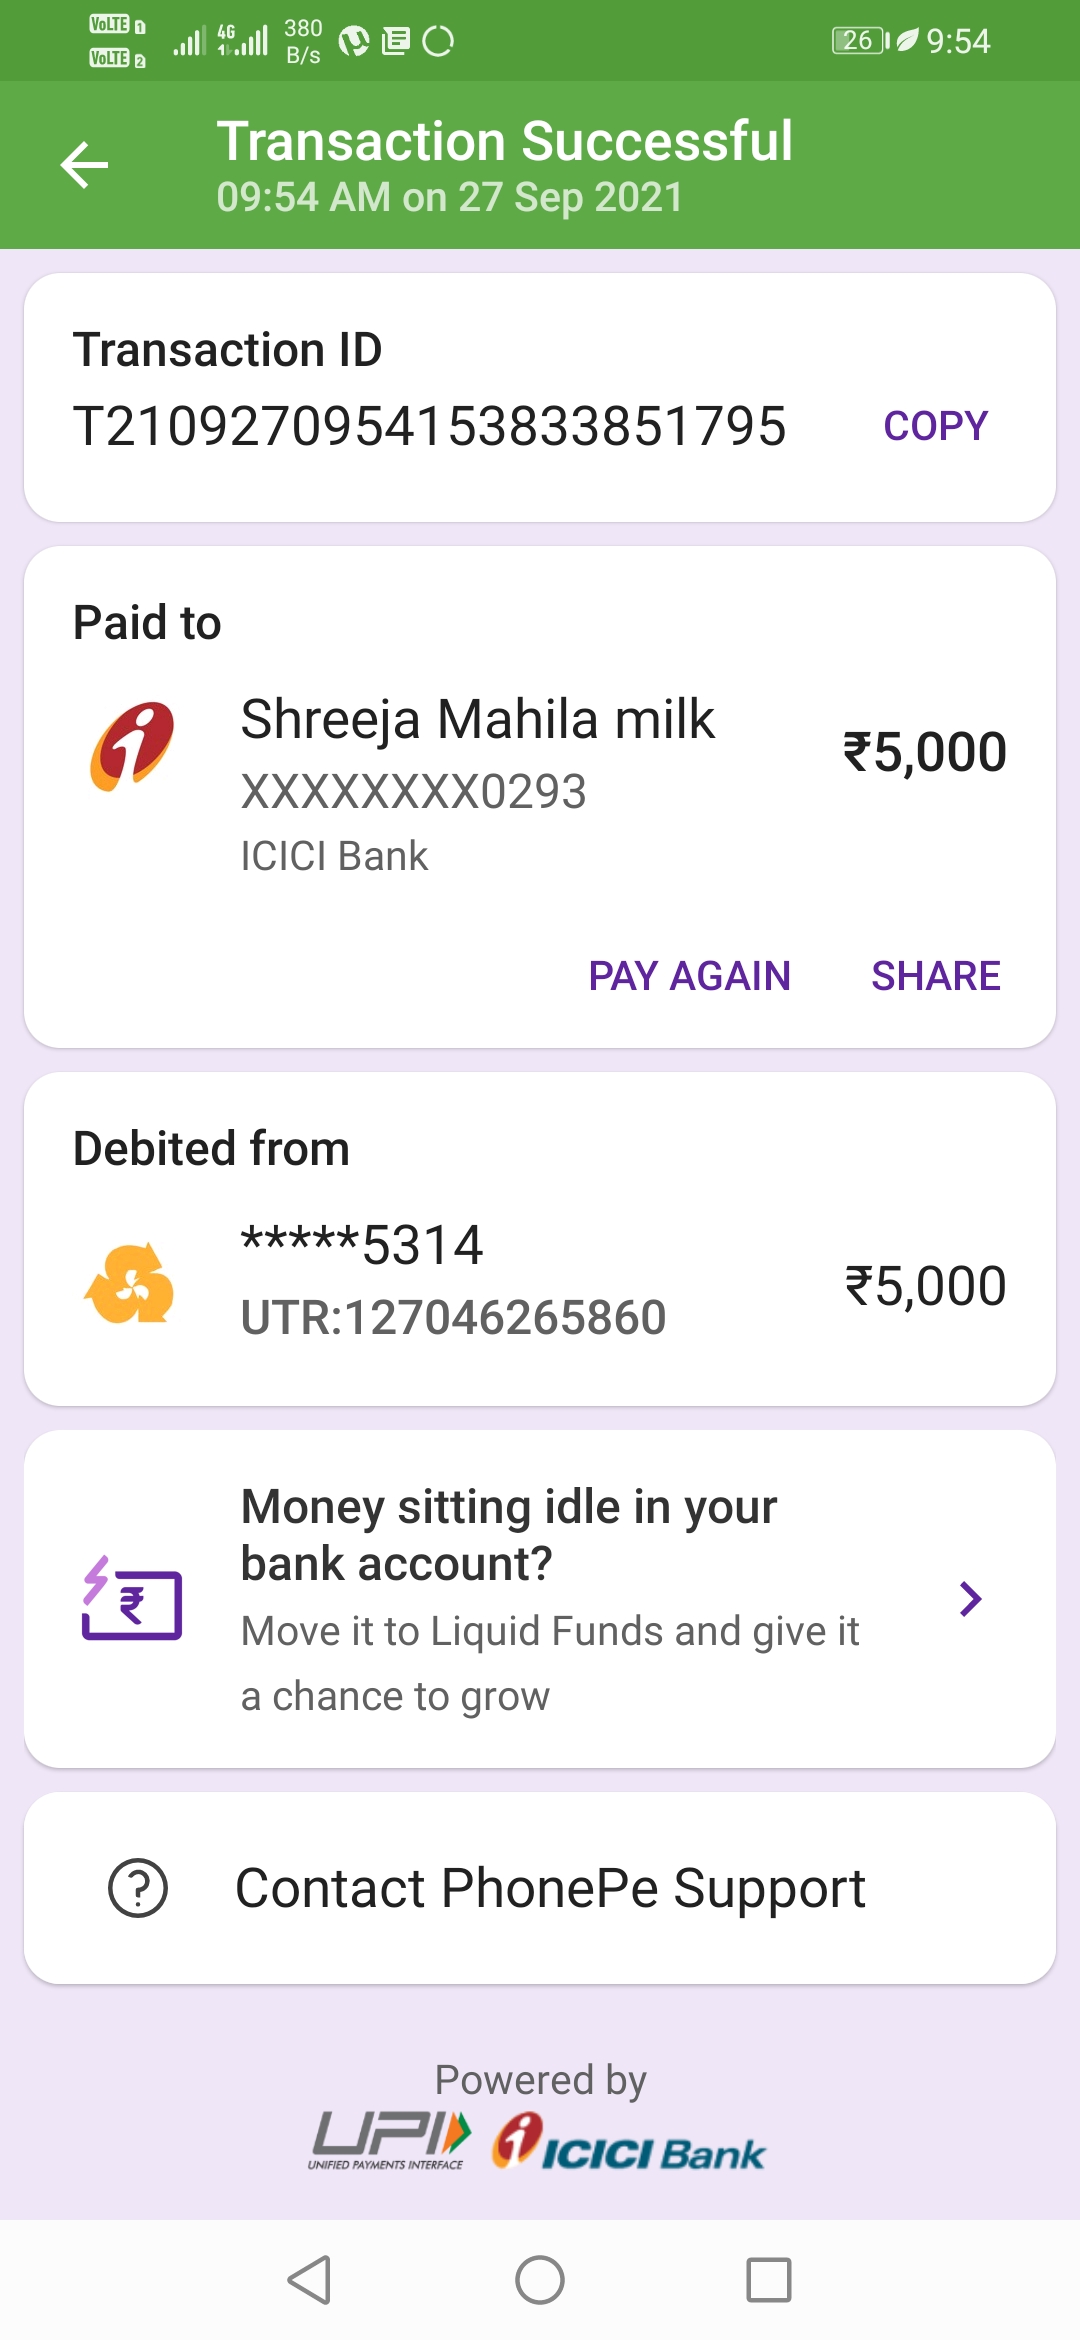 VoLTE 1
VoLTE 2
4G
380
B/s
26
9:54
Transaction Successful
09:54 AM on 27 Sep 2021
Transaction ID
T2109270954153833851795
COPY
Paid to
Shreeja Mahila milk
₹5,000
XXXXXXXX0293
ICICI Bank
PAY AGAIN
SHARE
Debited from
*****5314
₹5,000
UTR:127046265860
Money sitting idle in your
bank account?
Move it to Liquid Funds and give it
a chance to grow
Contact PhonePe Support
Powered by
UPI
UNIFIED PAYMENTS INTERFACE
ICICI Bank